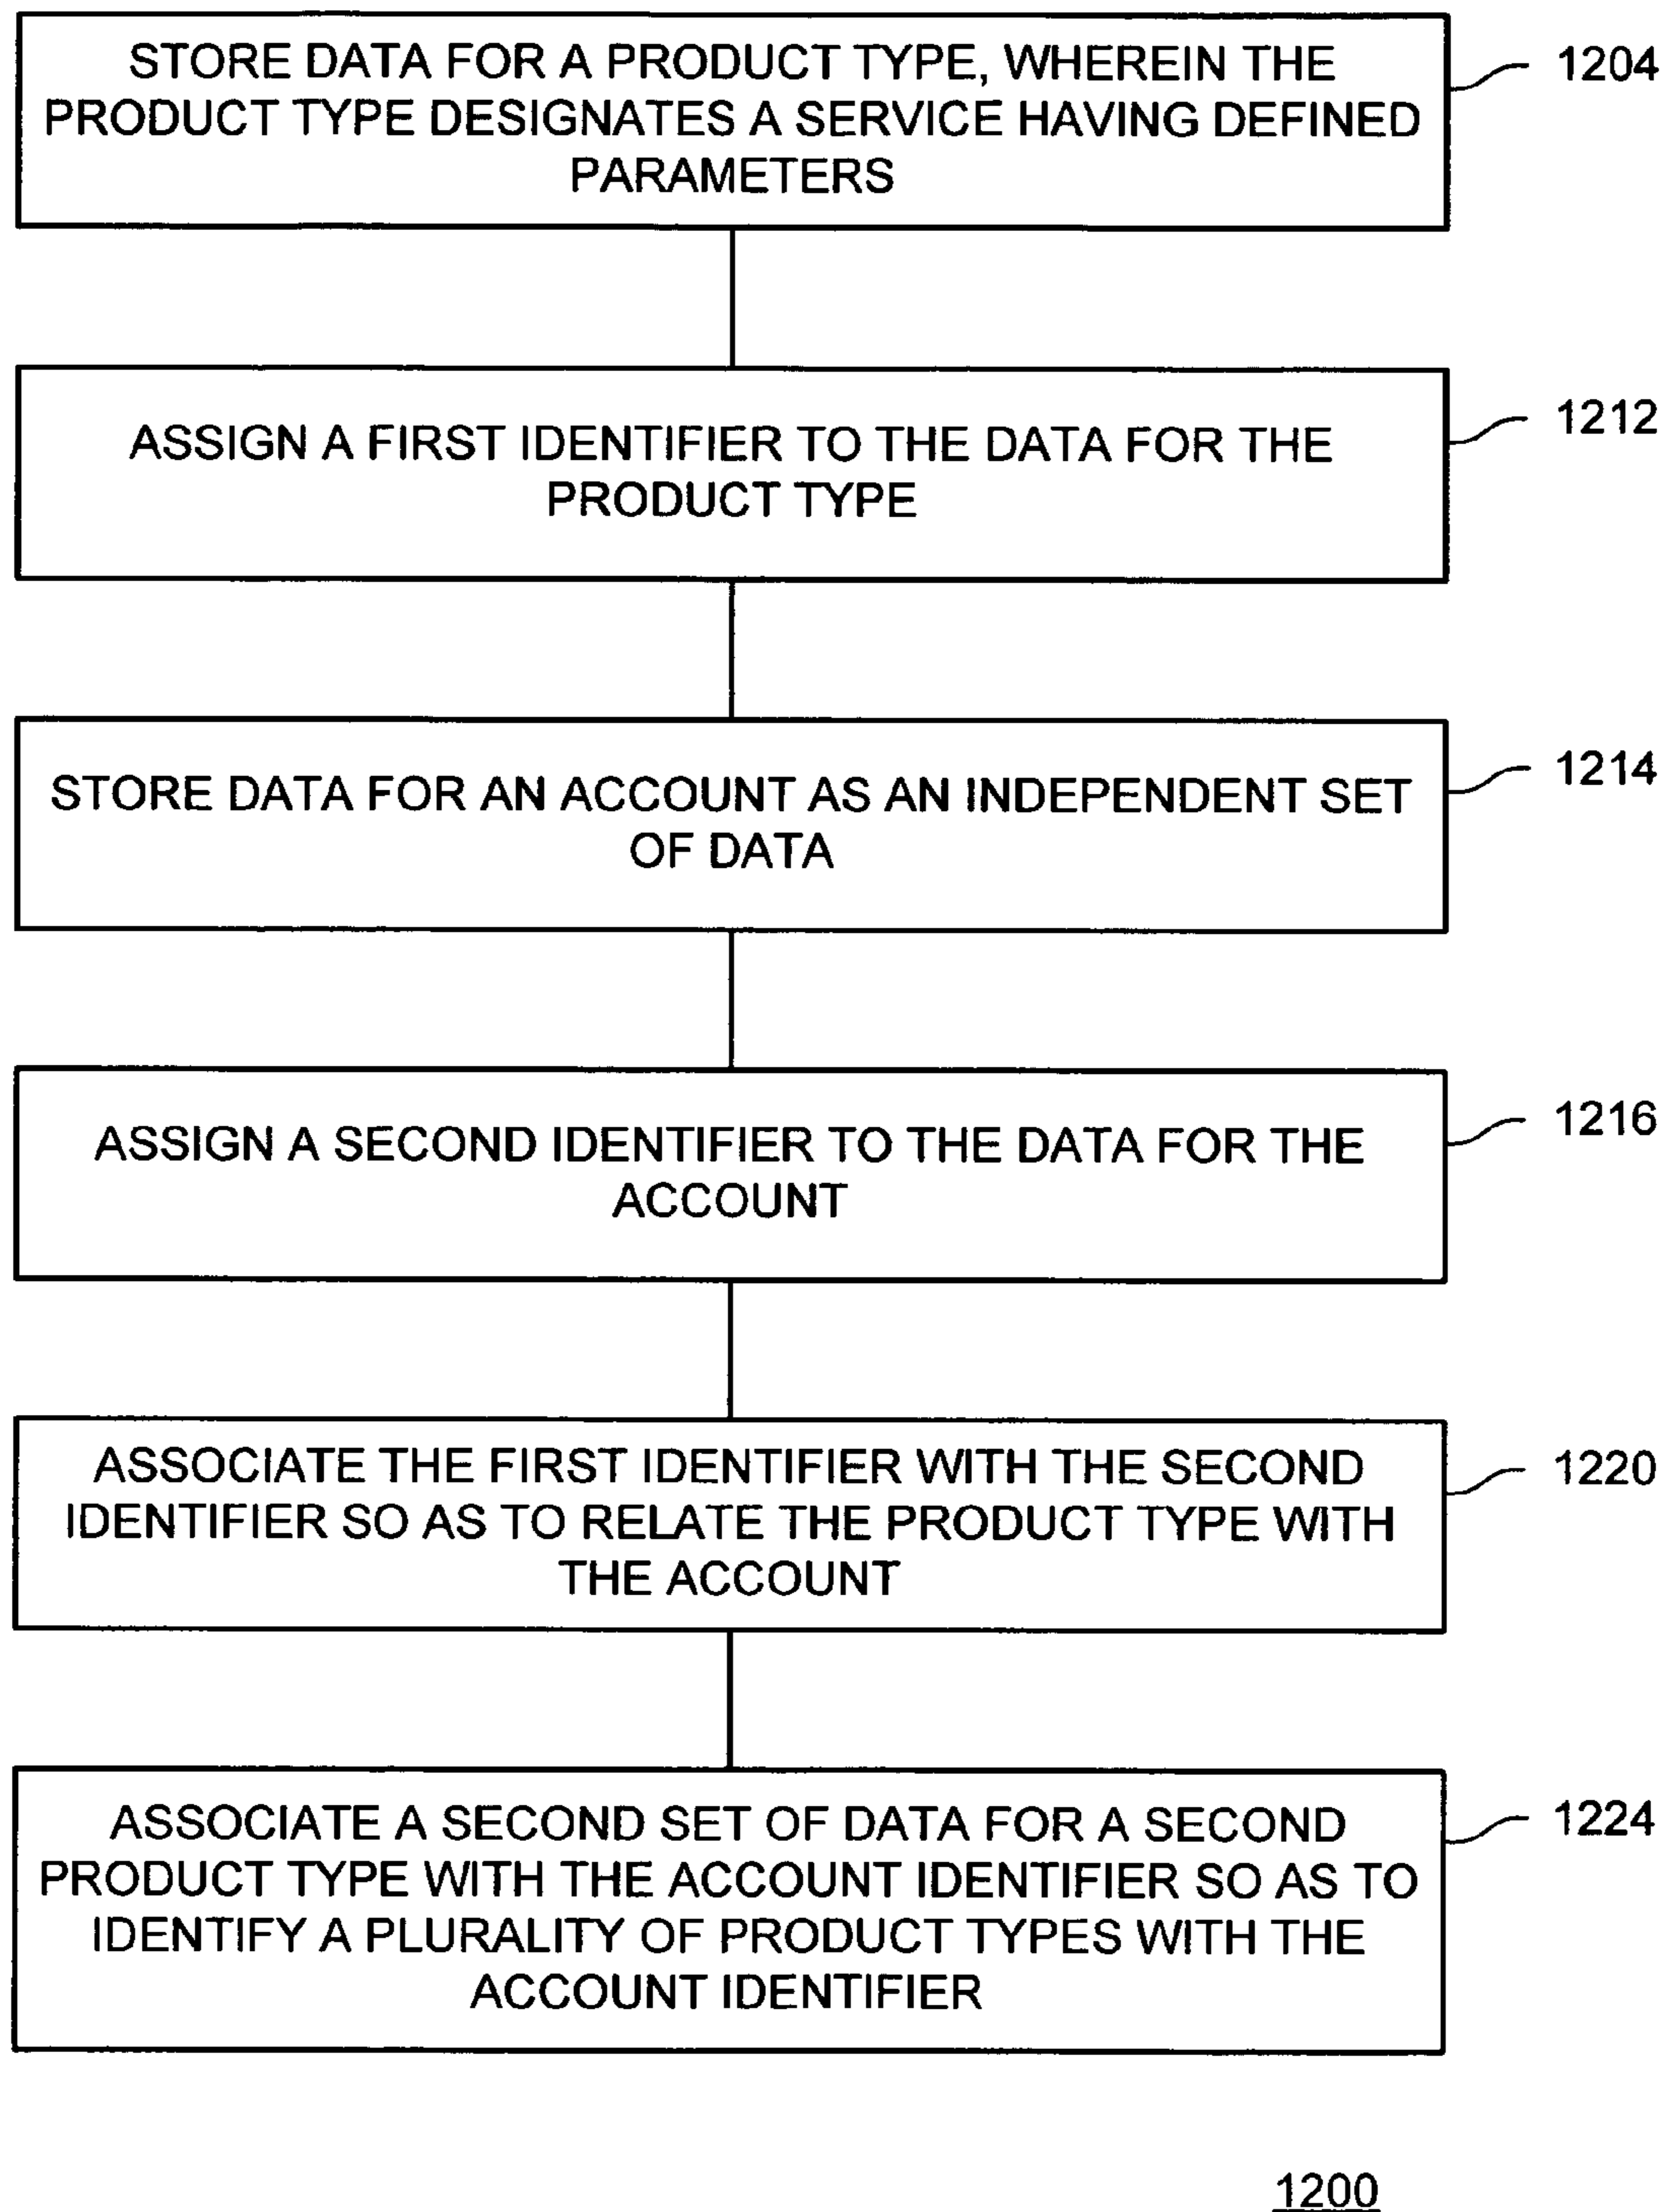 STORE DATA FOR A PRODUCT TYPE, WHEREIN THE
PRODUCT TYPE DESIGNATES A SERVICE HAVING DEFINED
PARAMETERS
1204
ASSIGN A FIRST IDENTIFIER TO THE DATA FOR THE
PRODUCT TYPE
1212
STORE DATA FOR AN ACCOUNT AS AN INDEPENDENT SET
OF DATA
1214
ASSIGN A SECOND IDENTIFIER TO THE DATA FOR THE
ACCOUNT
1216
ASSOCIATE THE FIRST IDENTIFIER WITH THE SECOND
IDENTIFIER SO AS TO RELATE THE PRODUCT TYPE WITH
THE ACCOUNT
1220
ASSOCIATE A SECOND SET OF DATA FOR A SECOND
PRODUCT TYPE WITH THE ACCOUNT IDENTIFIER SO AS TO
IDENTIFY A PLURALITY OF PRODUCT TYPES WITH THE
ACCOUNT IDENTIFIER
1224
1200